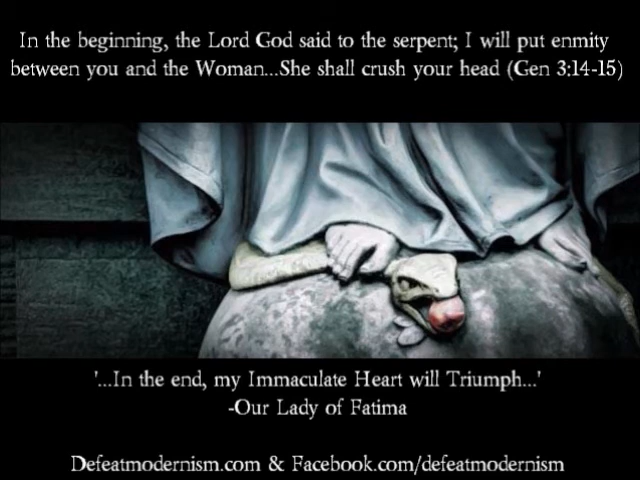 In the beginning, the Lord God said to the serpent; I will put enmity
between you and the Woman...She shall crush your head (Gen 3:14-15)
'...In the end, my Immaculate Heart will Triumph...'
-Our Lady of Fatima
Defeatmodernism.com & Facebook.com/defeatmodernism